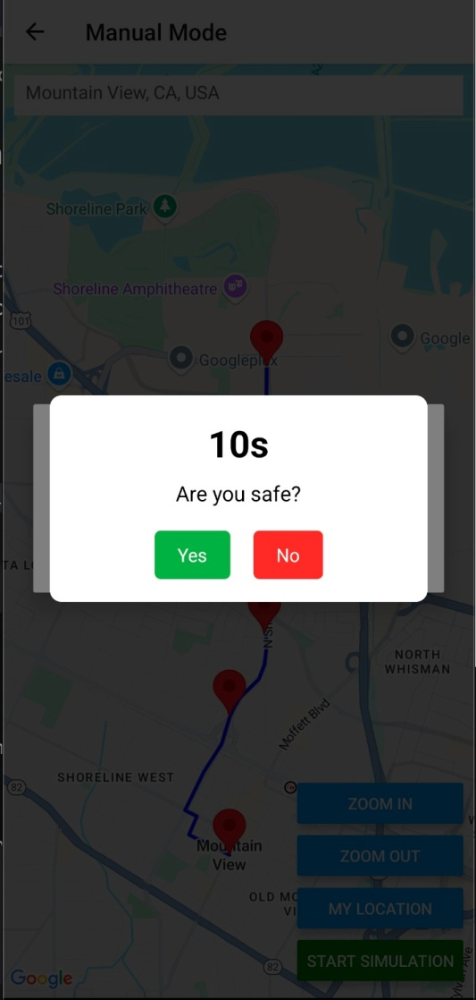 Manual Mode
Mountain View, CA, USA
Shoreline Park
Shoreline Amphitheatre
101
Googleplex
Google
esale
10s
Are you safe?
Yes
No
TA L
NORTH
WHISMAN
Moffett Blvd
SHORELINE WEST
82
ZOOM IN
Mountain
View
ZOOM OUT
OLD MO
VI
MY LOCATION
START SIMULATION
82
Google